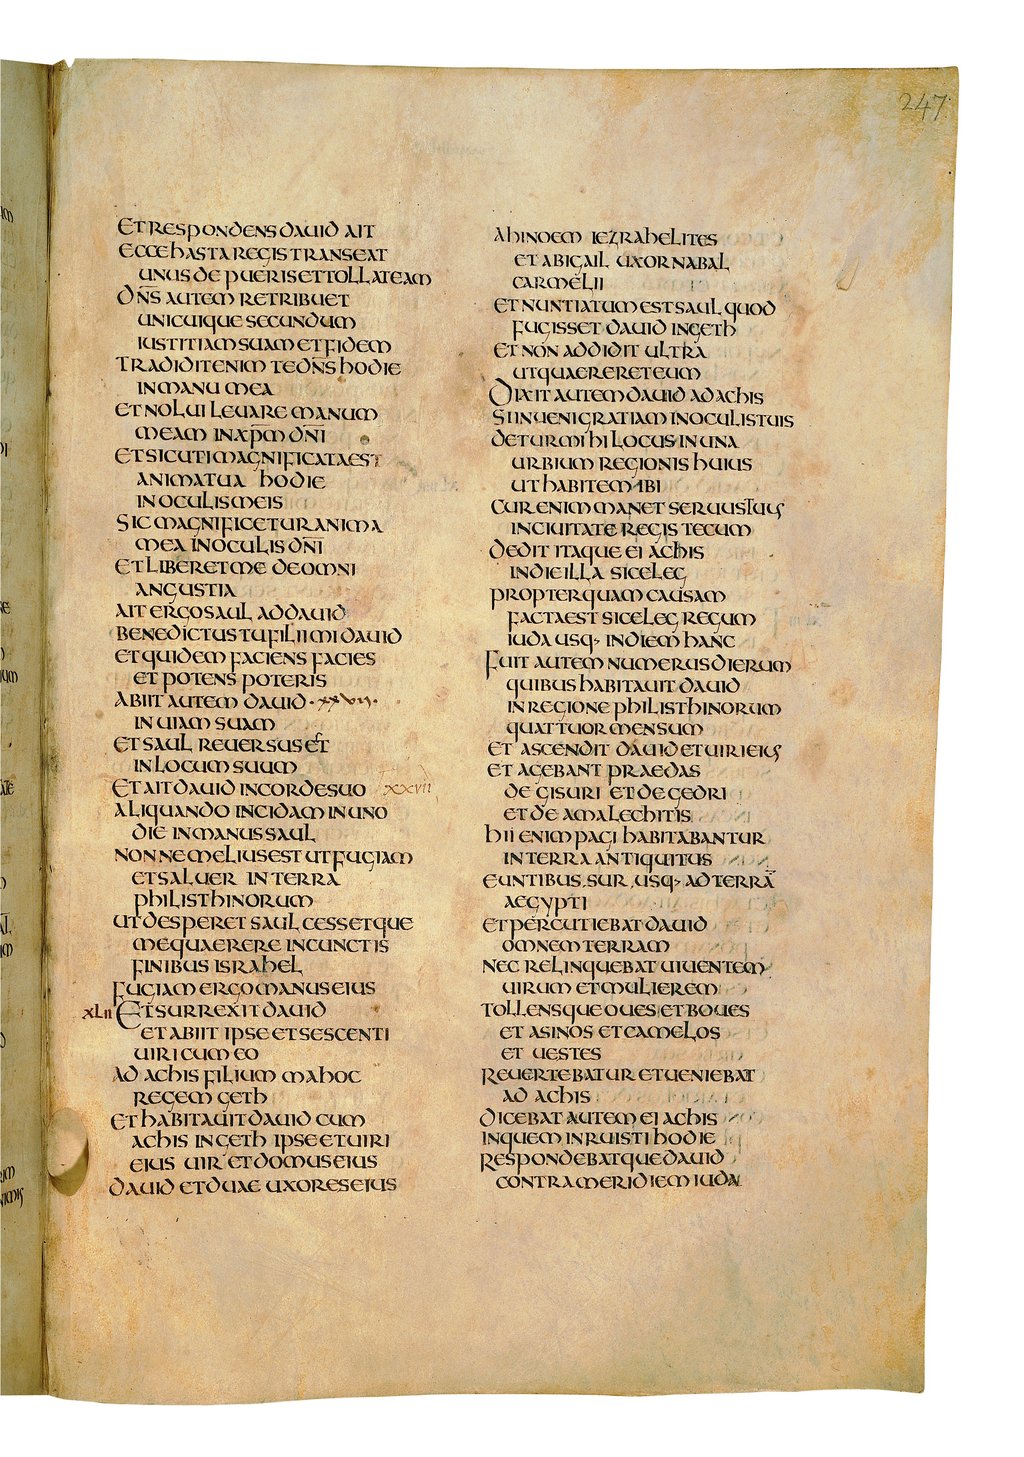 247
ET RESPONDENS DAUID AIT
ECCE HASTA REGIS TRANSEAT
UNUS DE PUERIS ET TOLLAT EAM
DN̄S AUTEM RETRIBUET
UNICUIQUE SECUNDUM
IUSTITIAM SUAM ET FIDEM
TRADIDIT ENIM TE DN̄S HODIE
IN MANU MEA
ET NOLUI LEUARE MANUM
MEAM IN XP̄M DN̄I
ET SICUTI MAGNIFICATA EST
ANIMA TUA HODIE
IN OCULIS MEIS
SIC MAGNIFICETUR ANIMA
MEA IN OCULIS DN̄I
ET LIBERET ME DE OMNI
ANGUSTIA
AIT ERGO SAUL AD DAUID
BENEDICTUS TU FILII MI DAUID
ET QUIDEM FACIENS FACIES
ET POTENS POTERIS
ABIIT AUTEM DAUID · xxvii ·
IN UIAM SUAM
ET SAUL REUERSUS EST
IN LOCUM SUUM
ET AIT DAUID IN CORDE SUO XXVII
ALIQUANDO INCIDAM IN UNO
DIE IN MANUS SAUL
NONNE MELIUS EST UT FUGIAM
ET SALUER IN TERRA
PHILISTHINORUM
UT DESPERET SAUL CESSETQUE
ME QUAERERE IN CUNCTIS
FINIBUS ISRAHEL
FUGIAM ERGO MANUS EIUS
XLII ET SURREXIT DAUID
ET ABIIT IPSE ET SESCENTI
UIRI CUM EO
AD ACHIS FILIUM MAHOC
REGEM GETH
ET HABITAUIT DAUID CUM
ACHIS IN GETH IPSE ET UIRI
EIUS UIR ET DOMUS EIUS
DAUID ET DUAE UXORES EIUS
AHINOEM IEZRAHELITES
ET ABIGAIL UXOR NABAL
CARMELII
ET NUNTIATUM EST SAUL QUOD
FUGISSET DAUID IN GETH
ET NON ADDIDIT ULTRA
UT QUAERERET EUM
DIXIT AUTEM DAUID AD ACHIS
SI INUENI GRATIAM IN OCULIS TUIS
DETUR MIHI LOCUS IN UNA
URBIUM REGIONIS HUIUS
UT HABITEM IBI
CUR ENIM MANET SERUUS TUUS
IN CIUITATE REGIS TECUM
DEDIT ITAQUE EI ACHIS
IN DIE ILLA SICELEG
PROPTER QUAM CAUSAM
FACTA EST SICELEG REGUM
IUDA USQ· IN DIEM HANC
FUIT AUTEM NUMERUS DIERUM
QUIBUS HABITAUIT DAUID
IN REGIONE PHILISTHINORUM
QUATTUOR MENSUM
ET ASCENDIT DAUID ET UIRI EIUS
ET AGEBANT PRAEDAS
DE GISURI ET DE GEDRI
ET DE AMALECHITIS
HII ENIM PAGI HABITABANTUR
IN TERRA ANTIQUITUS
EUNTIBUS SUR USQ· AD TERRĀ
AEGYPTI
ET PERCUTIEBAT DAUID
OMNEM TERRAM
NEC RELINQUEBAT UIUENTEM
UIRUM ET MULIEREM
TOLLENSQUE OUES ET BOUES
ET ASINOS ET CAMELOS
ET UESTES
REUERTEBATUR ET UENIEBAT
AD ACHIS
DICEBAT AUTEM EI ACHIS
IN QUEM INRUISTI HODIE
RESPONDEBATQUE DAUID
CONTRA MERIDIEM IUDA